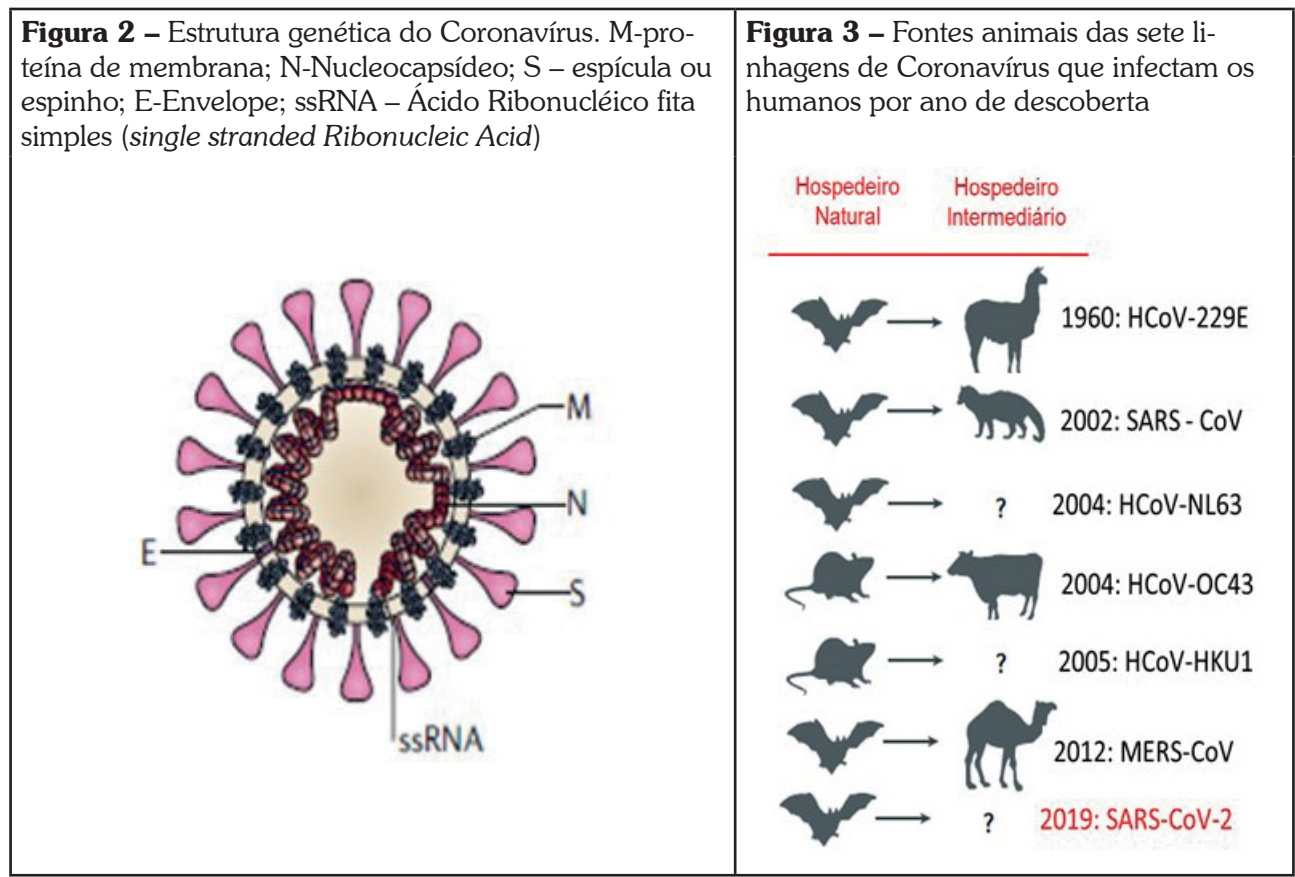 Figura 2 – Estrutura genética do Coronavírus. M-pro-
teína de membrana; N-Nucleocapsídeo; S – espícula ou
espinho; E-Envelope; ssRNA – Ácido Ribonucléico fita
simples (single stranded Ribonucleic Acid)
M
N
E
S
ssRNA
Figura 3 – Fontes animais das sete li-
nhagens de Coronavírus que infectam os
humanos por ano de descoberta
Hospedeiro Natural
Hospedeiro Intermediário
1960: HCoV-229E
2002: SARS - CoV
? 2004: HCoV-NL63
2004: HCoV-OC43
? 2005: HCoV-HKU1
2012: MERS-CoV
? 2019: SARS-CoV-2